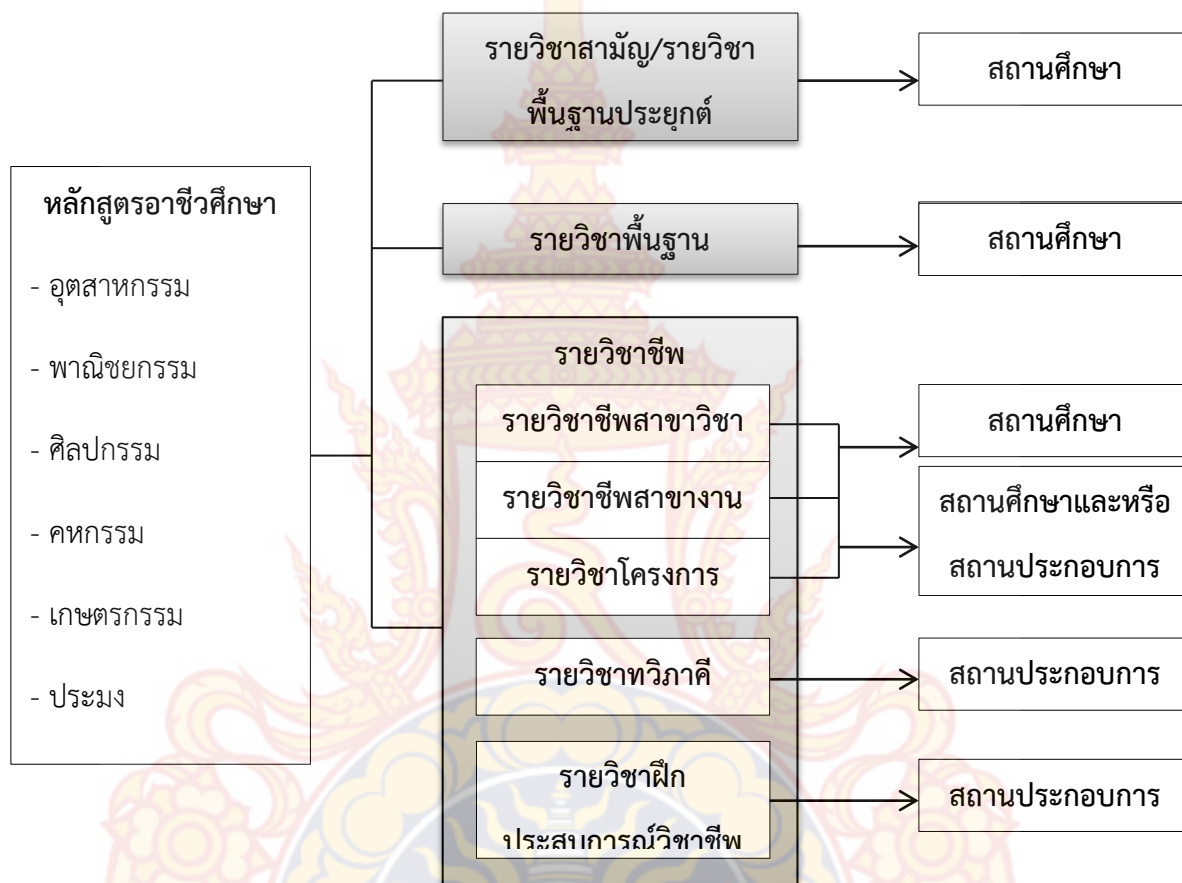 รายวิชาสามัญ/รายวิชา
พื้นฐานประยุกต์
สถานศึกษา
หลักสูตรอาชีวศึกษา
- อุตสาหกรรม
- พาณิชยกรรม
- ศิลปกรรม
- คหกรรม
- เกษตรกรรม
- ประมง
รายวิชาพื้นฐาน
สถานศึกษา
รายวิชาชีพ
รายวิชาชีพสาขาวิชา
รายวิชาชีพสาขางาน
รายวิชาโครงการ
สถานศึกษา
สถานศึกษาและหรือ
สถานประกอบการ
รายวิชาทวิภาคี
สถานประกอบการ
รายวิชาฝึก
ประสบการณ์วิชาชีพ
สถานประกอบการ